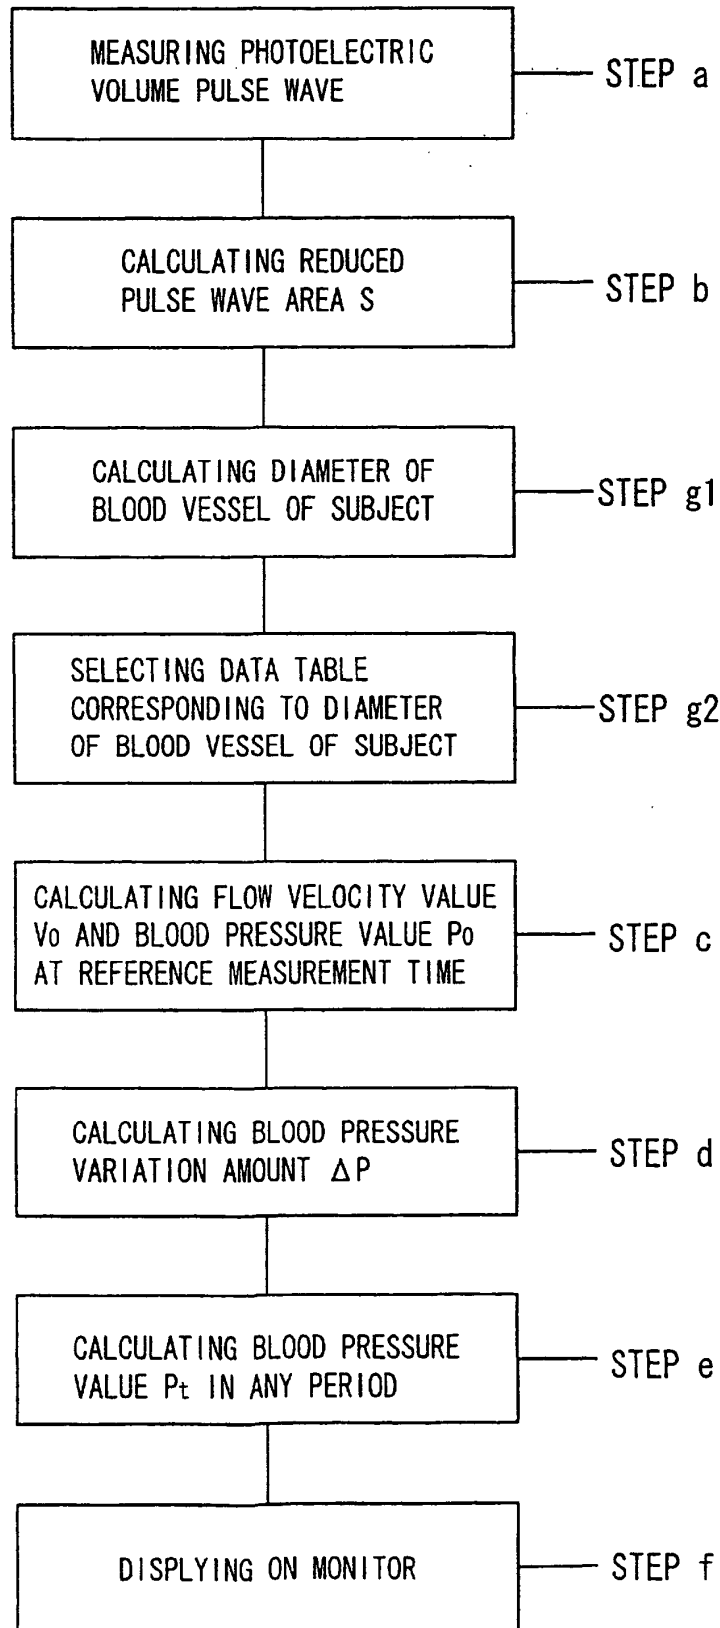 MEASURING PHOTOELECTRIC
VOLUME PULSE WAVE
STEP a
CALCULATING REDUCED
PULSE WAVE AREA S
STEP b
CALCULATING DIAMETER OF
BLOOD VESSEL OF SUBJECT
STEP g1
SELECTING DATA TABLE
CORRESPONDING TO DIAMETER
OF BLOOD VESSEL OF SUBJECT
STEP g2
CALCULATING FLOW VELOCITY VALUE
V0 AND BLOOD PRESSURE VALUE P0
AT REFERENCE MEASUREMENT TIME
STEP c
CALCULATING BLOOD PRESSURE
VARIATION AMOUNT ΔP
STEP d
CALCULATING BLOOD PRESSURE
VALUE Pt IN ANY PERIOD
STEP e
DISPLYING ON MONITOR
STEP f